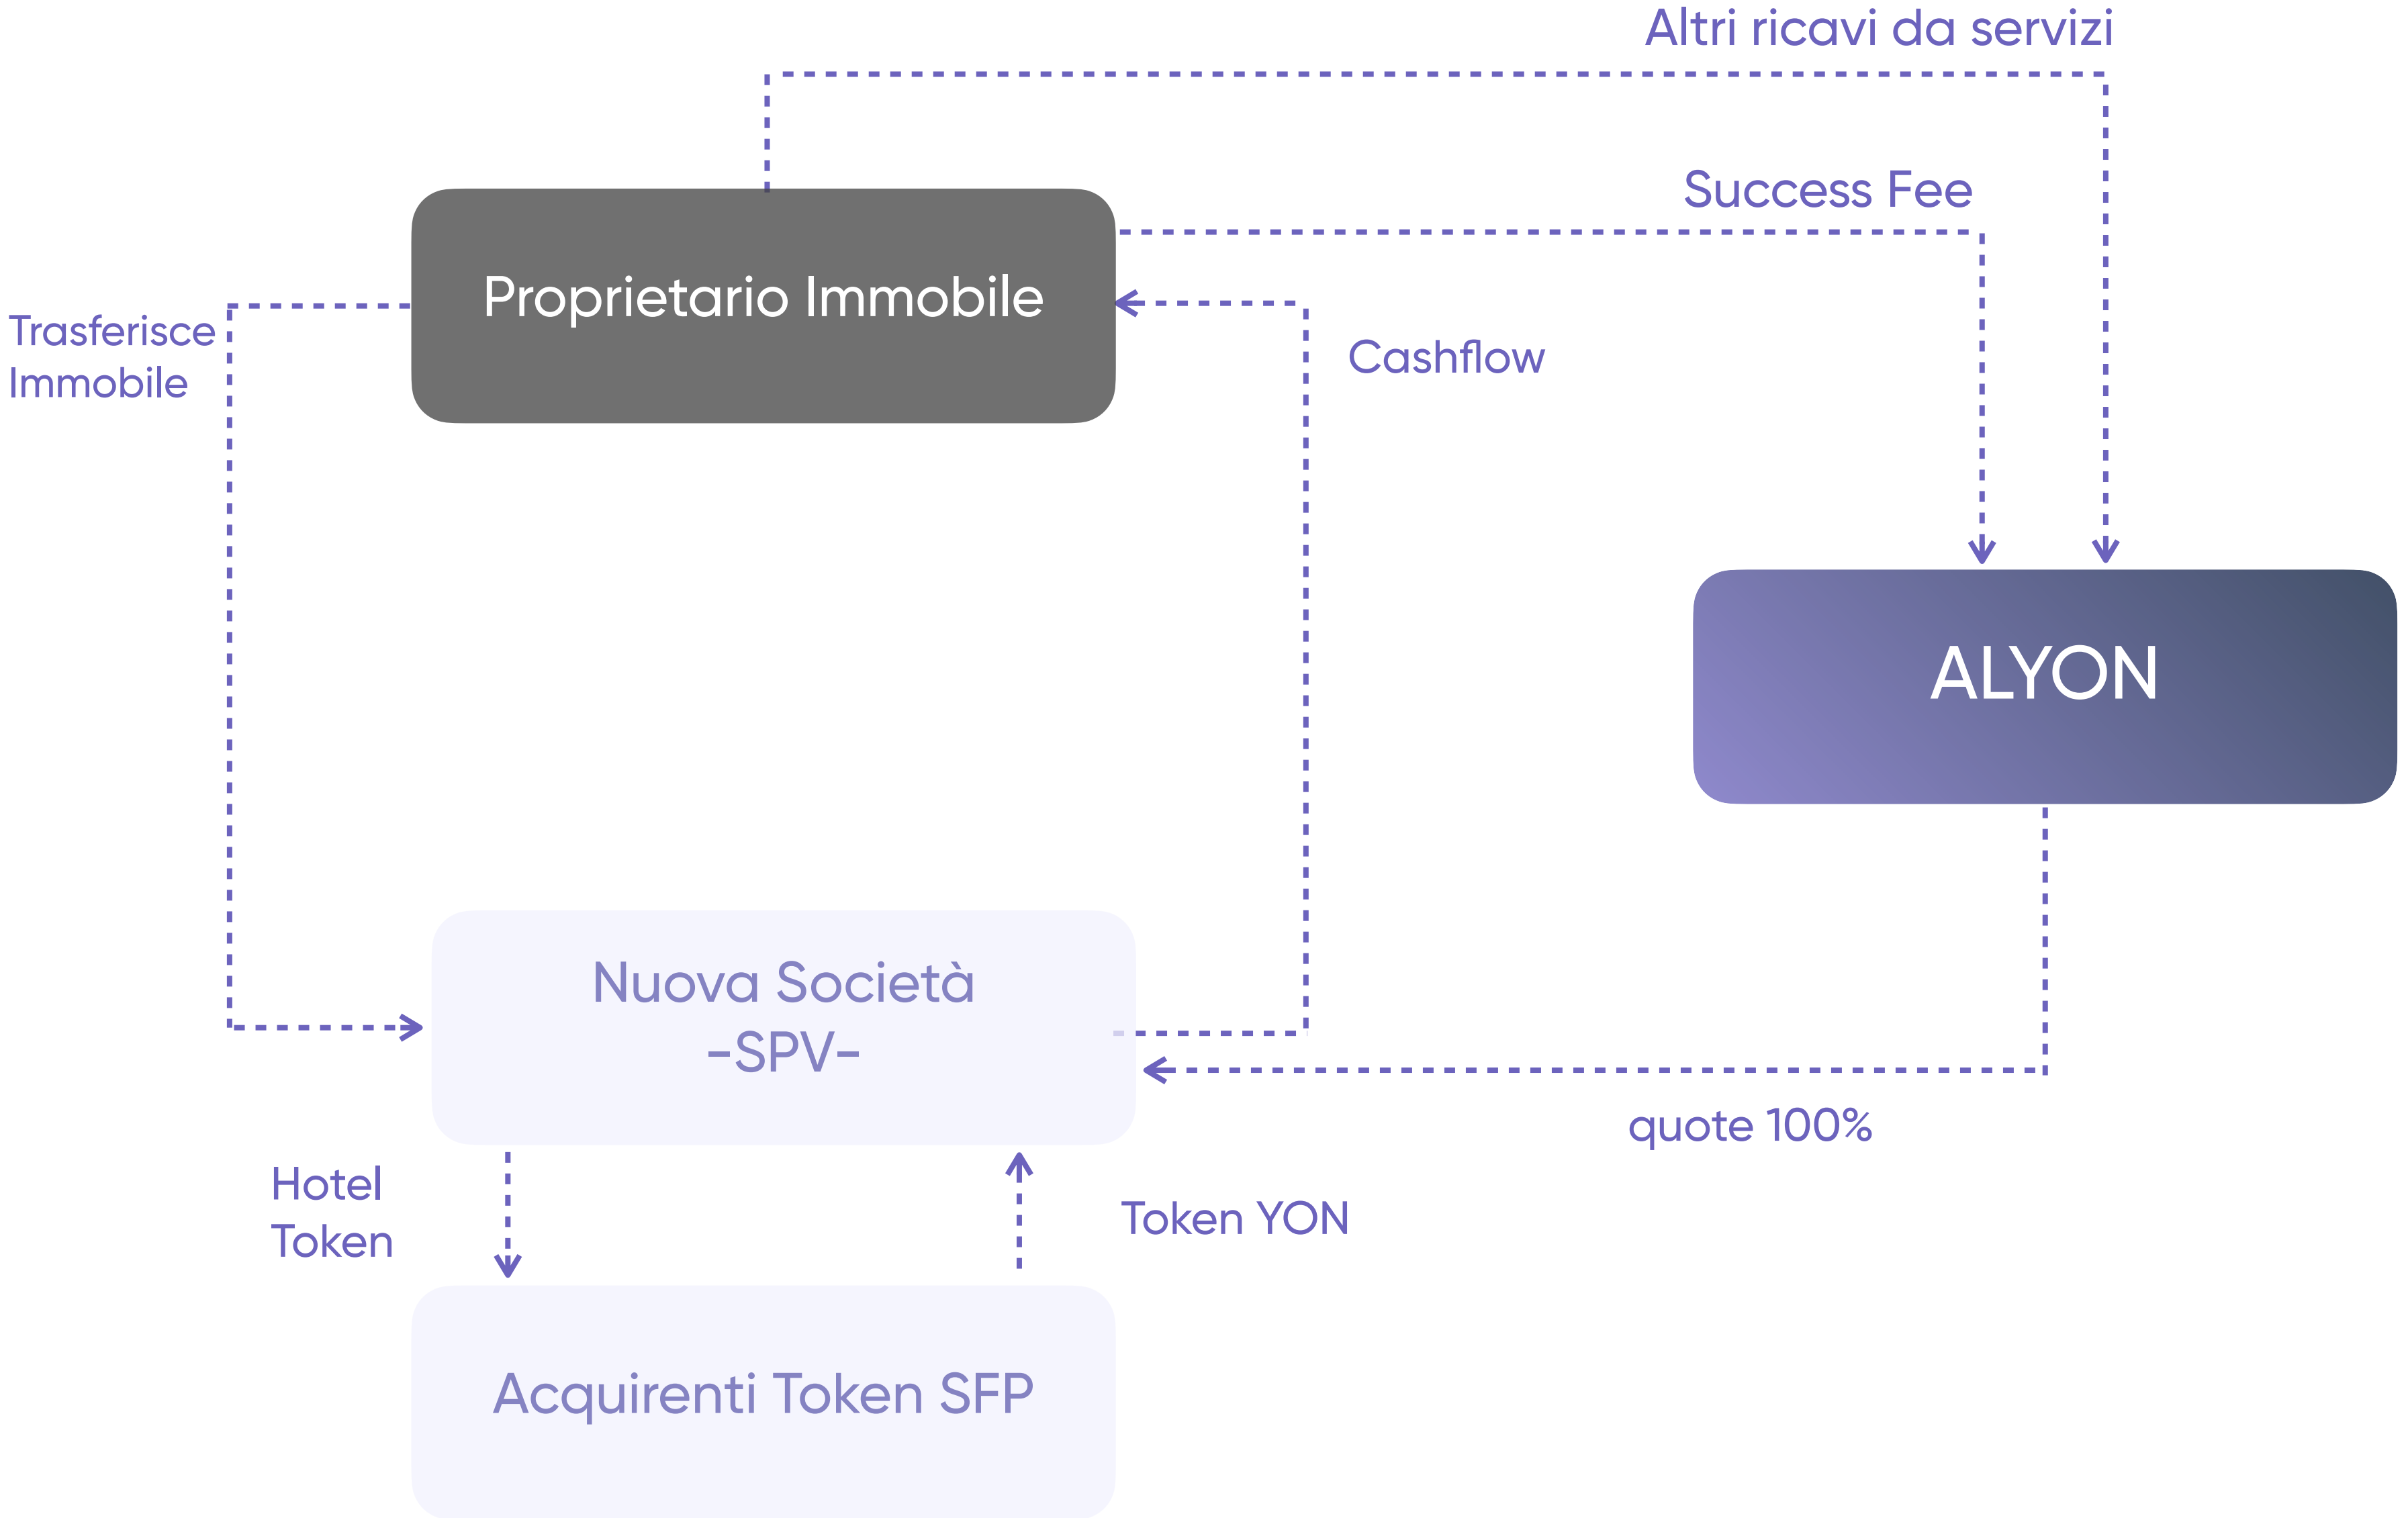 Altri ricavi da servizi
Success Fee
Proprietario Immobile
Trasferisce
Immobile
Cashflow
ALYON
Nuova Società
-SPV-
quote 100%
Hotel
Token
Token YON
Acquirenti Token SFP